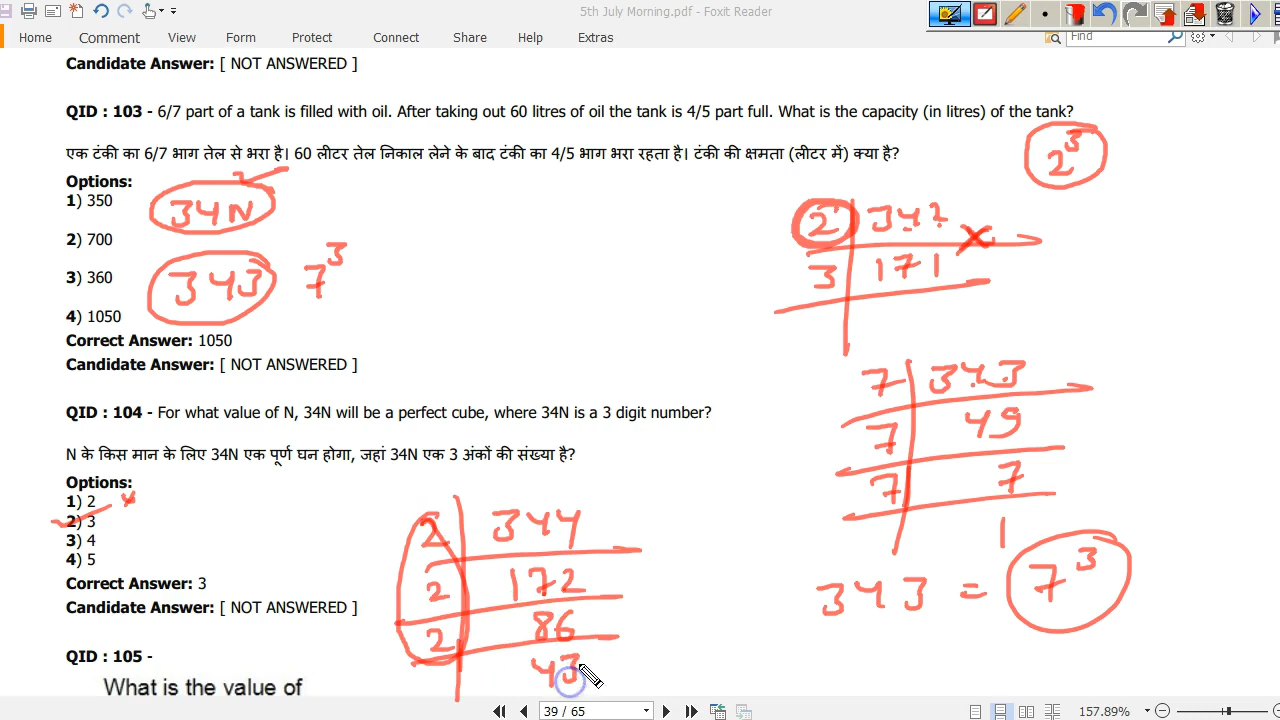 5th July Morning.pdf - Foxit Reader
Home Comment View Form Protect Connect Share Help Extras
Find
Candidate Answer: [ NOT ANSWERED ]
QID : 103 - 6/7 part of a tank is filled with oil. After taking out 60 litres of oil the tank is 4/5 part full. What is the capacity (in litres) of the tank?
एक टंकी का 6/7 भाग तेल से भरा है। 60 लीटर तेल निकाल लेने के बाद टंकी का 4/5 भाग भरा रहता है। टंकी की क्षमता (लीटर में) क्या है?
2³
Options:
1) 350
34N
2 342
2) 700
3 171
3) 360
343 7³
4) 1050
Correct Answer: 1050
Candidate Answer: [ NOT ANSWERED ]
7 343
7 49
7 7
1
343 = 7³
QID : 104 - For what value of N, 34N will be a perfect cube, where 34N is a 3 digit number?
N के किस मान के लिए 34N एक पूर्ण घन होगा, जहां 34N एक 3 अंकों की संख्या है?
Options:
1) 2
2) 3
3) 4
4) 5
2 344
2 172
2 86
43
Correct Answer: 3
Candidate Answer: [ NOT ANSWERED ]
QID : 105 -
What is the value of
39 / 65
157.89%